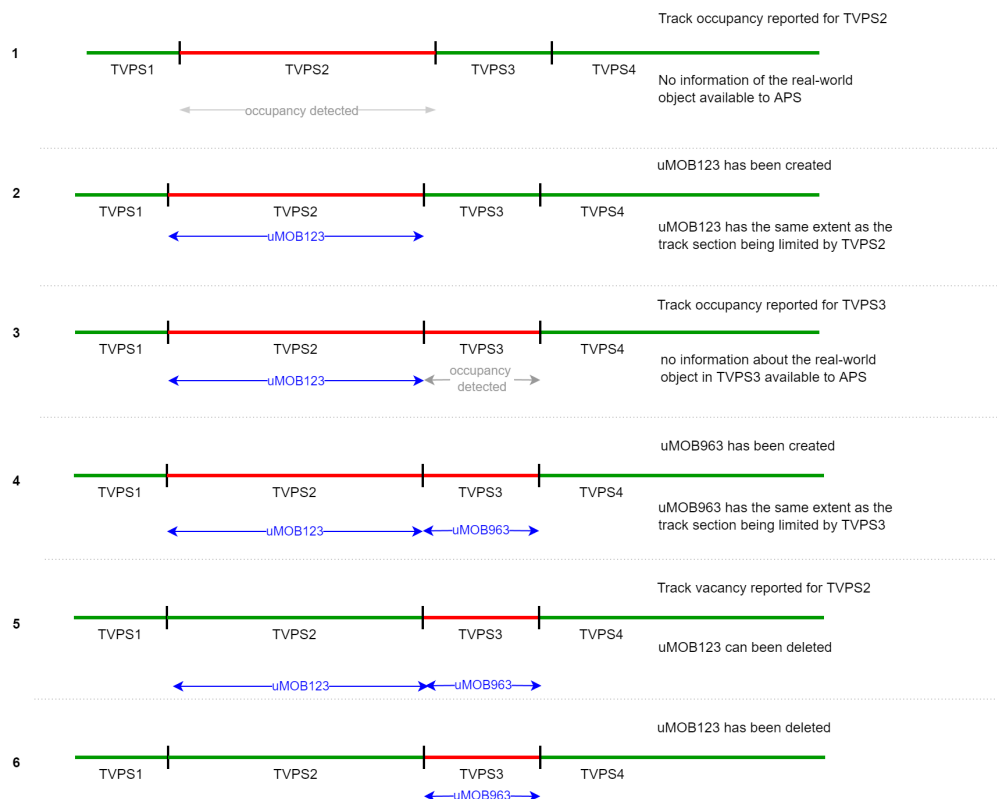 Track occupancy reported for TVPS2
1
TVPS1 TVPS2 TVPS3 TVPS4
No information of the real-world
object available to APS
occupancy detected
uMOB123 has been created
2
TVPS1 TVPS2 TVPS3 TVPS4
uMOB123 has the same extent as the
track section being limited by TVPS2
uMOB123
Track occupancy reported for TVPS3
3
TVPS1 TVPS2 TVPS3 TVPS4
no information about the real-world
object in TVPS3 available to APS
uMOB123 occupancy
detected
uMOB963 has been created
4
TVPS1 TVPS2 TVPS3 TVPS4
uMOB963 has the same extent as the
track section being limited by TVPS3
uMOB123 uMOB963
Track vacancy reported for TVPS2
5
TVPS1 TVPS2 TVPS3 TVPS4
uMOB123 can been deleted
uMOB123 uMOB963
uMOB123 has been deleted
6
TVPS1 TVPS2 TVPS3 TVPS4
uMOB963